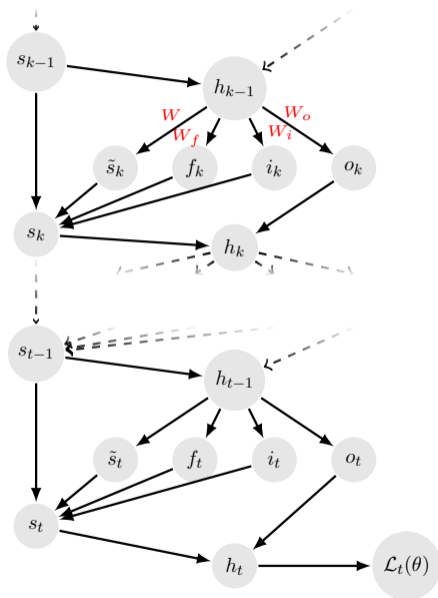 s_{k−1}
h_{k−1}
W W_f W_i W_o
s̃_k f_k i_k o_k
s_k
h_k
s_{t−1}
h_{t−1}
s̃_t f_t i_t o_t
s_t
h_t 𝓛_t(θ)